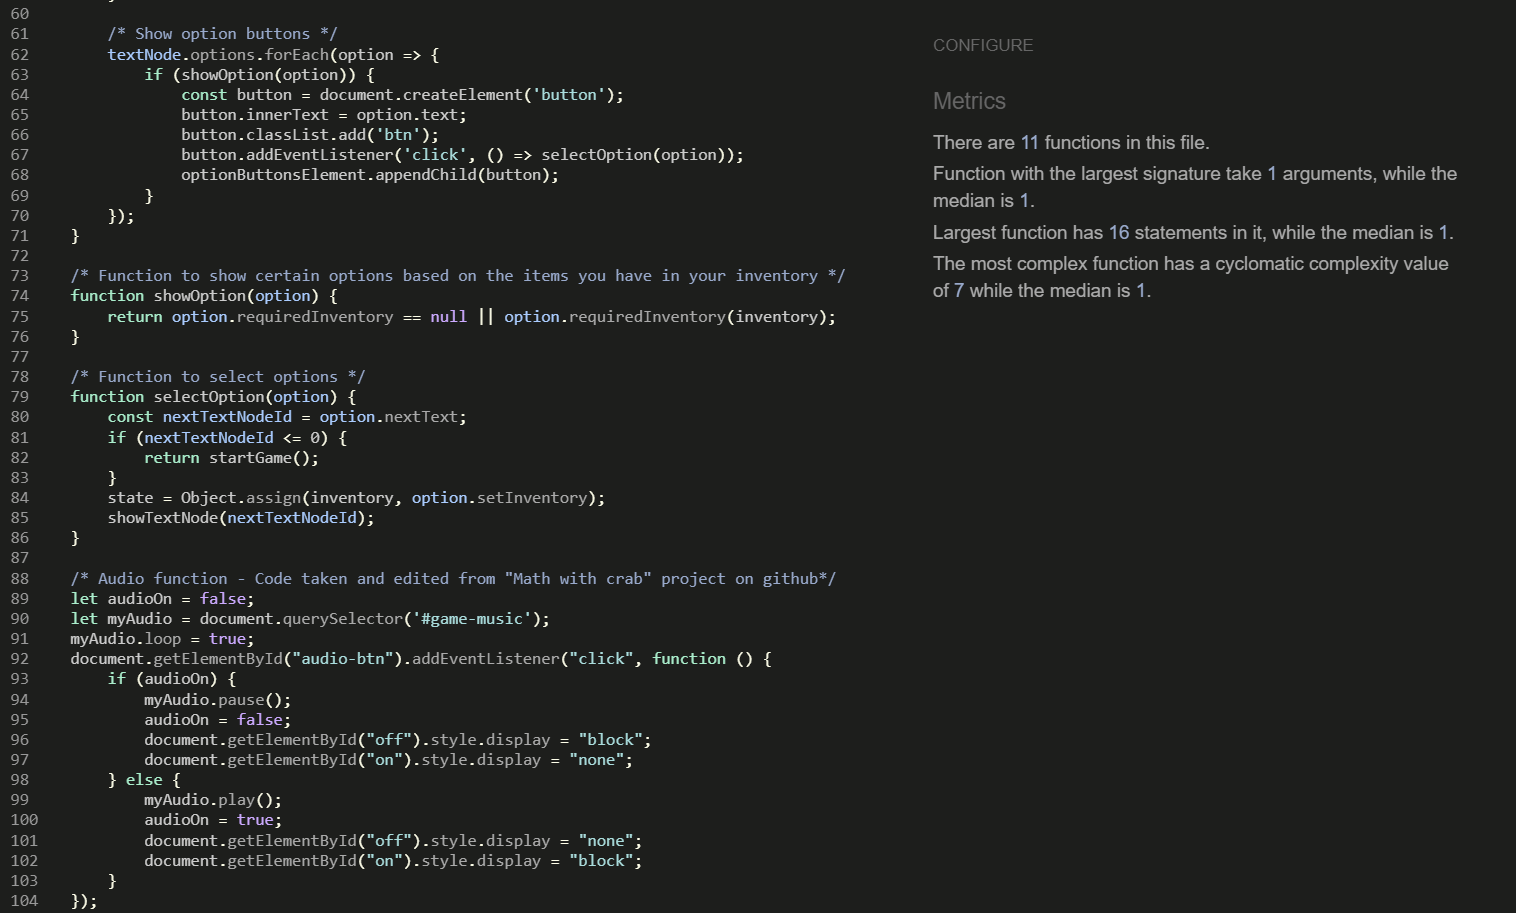 60
61 /* Show option buttons */
62 textNode.options.forEach(option => {
63 if (showOption(option)) {
64 const button = document.createElement('button');
65 button.innerText = option.text;
66 button.classList.add('btn');
67 button.addEventListener('click', () => selectOption(option));
68 optionButtonsElement.appendChild(button);
69 }
70 });
71 }
72
73 /* Function to show certain options based on the items you have in your inventory */
74 function showOption(option) {
75 return option.requiredInventory == null || option.requiredInventory(inventory);
76 }
77
78 /* Function to select options */
79 function selectOption(option) {
80 const nextTextNodeId = option.nextText;
81 if (nextTextNodeId <= 0) {
82 return startGame();
83 }
84 state = Object.assign(inventory, option.setInventory);
85 showTextNode(nextTextNodeId);
86 }
87
88 /* Audio function - Code taken and edited from "Math with crab" project on github*/
89 let audioOn = false;
90 let myAudio = document.querySelector('#game-music');
91 myAudio.loop = true;
92 document.getElementById("audio-btn").addEventListener("click", function () {
93 if (audioOn) {
94 myAudio.pause();
95 audioOn = false;
96 document.getElementById("off").style.display = "block";
97 document.getElementById("on").style.display = "none";
98 } else {
99 myAudio.play();
100 audioOn = true;
101 document.getElementById("off").style.display = "none";
102 document.getElementById("on").style.display = "block";
103 }
104 });
CONFIGURE
Metrics
There are 11 functions in this file.
Function with the largest signature take 1 arguments, while the
median is 1.
Largest function has 16 statements in it, while the median is 1.
The most complex function has a cyclomatic complexity value
of 7 while the median is 1.